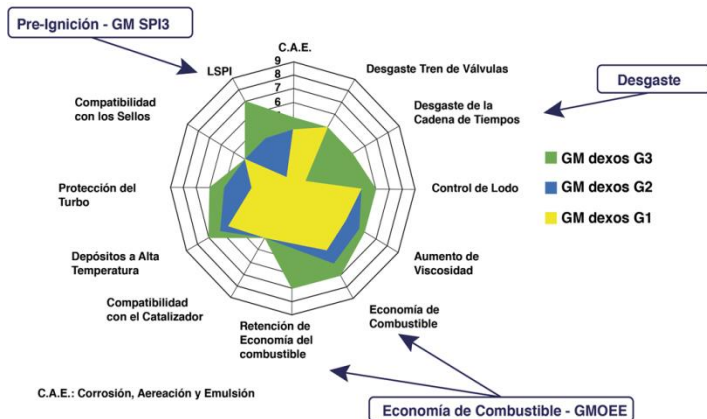 Pre-Ignición - GM SPI3
C.A.E.
9
8
7
6
LSPI
Desgaste Tren de Válvulas
Desgaste
Compatibilidad
con los Sellos
Desgaste de la
Cadena de Tiempos
GM dexos G3
GM dexos G2
GM dexos G1
Protección del
Turbo
Control de Lodo
Depósitos a Alta
Temperatura
Aumento de
Viscosidad
Compatibilidad
con el Catalizador
Retención de
Economía del
combustible
Economía de
Combustible
C.A.E.: Corrosión, Aereación y Emulsión
Economía de Combustible - GMOEE